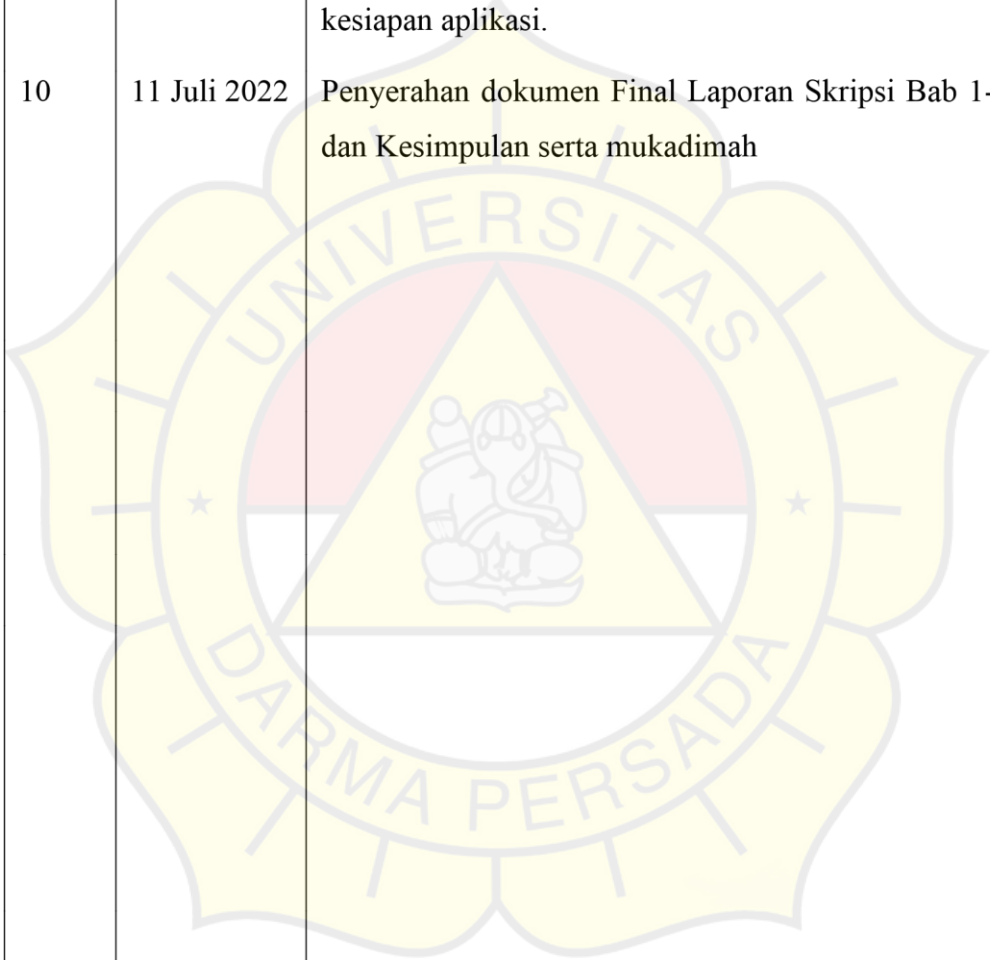 kesiapan aplikasi.
10 11 Juli 2022 Penyerahan dokumen Final Laporan Skripsi Bab 1-
dan Kesimpulan serta mukadimah
UNIVERSITAS
DARMA PERSADA